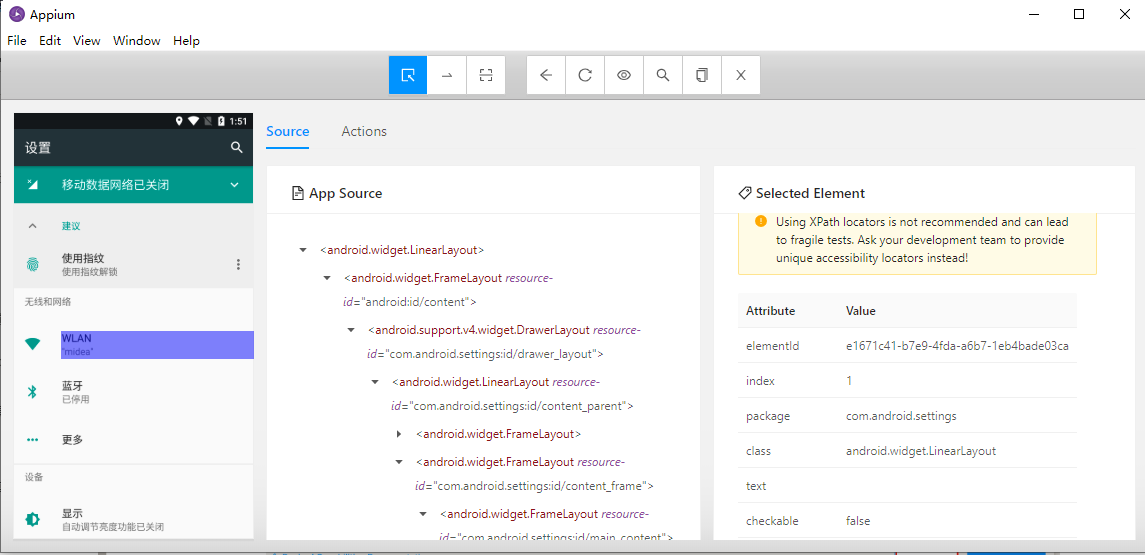 Appium
File Edit View Window Help
1:51
设置
移动数据网络已关闭
建议
使用指纹
使用指纹解锁
无线和网络
WLAN
"midea"
蓝牙
已停用
更多
设备
显示
自动调节亮度功能已关闭
Source Actions
App Source
<android.widget.LinearLayout>
<android.widget.FrameLayout resource-
id="android:id/content">
<android.support.v4.widget.DrawerLayout resource-
id="com.android.settings:id/drawer_layout">
<android.widget.LinearLayout resource-
id="com.android.settings:id/content_parent">
<android.widget.FrameLayout>
<android.widget.FrameLayout resource-
id="com.android.settings:id/content_frame">
<android.widget.FrameLayout resource-
id="com.android.settings:id/main_content">
Selected Element
Using XPath locators is not recommended and can lead
to fragile tests. Ask your development team to provide
unique accessibility locators instead!
Attribute Value
elementId e1671c41-b7e9-4fda-a6b7-1eb4bade03ca
index 1
package com.android.settings
class android.widget.LinearLayout
text
checkable false